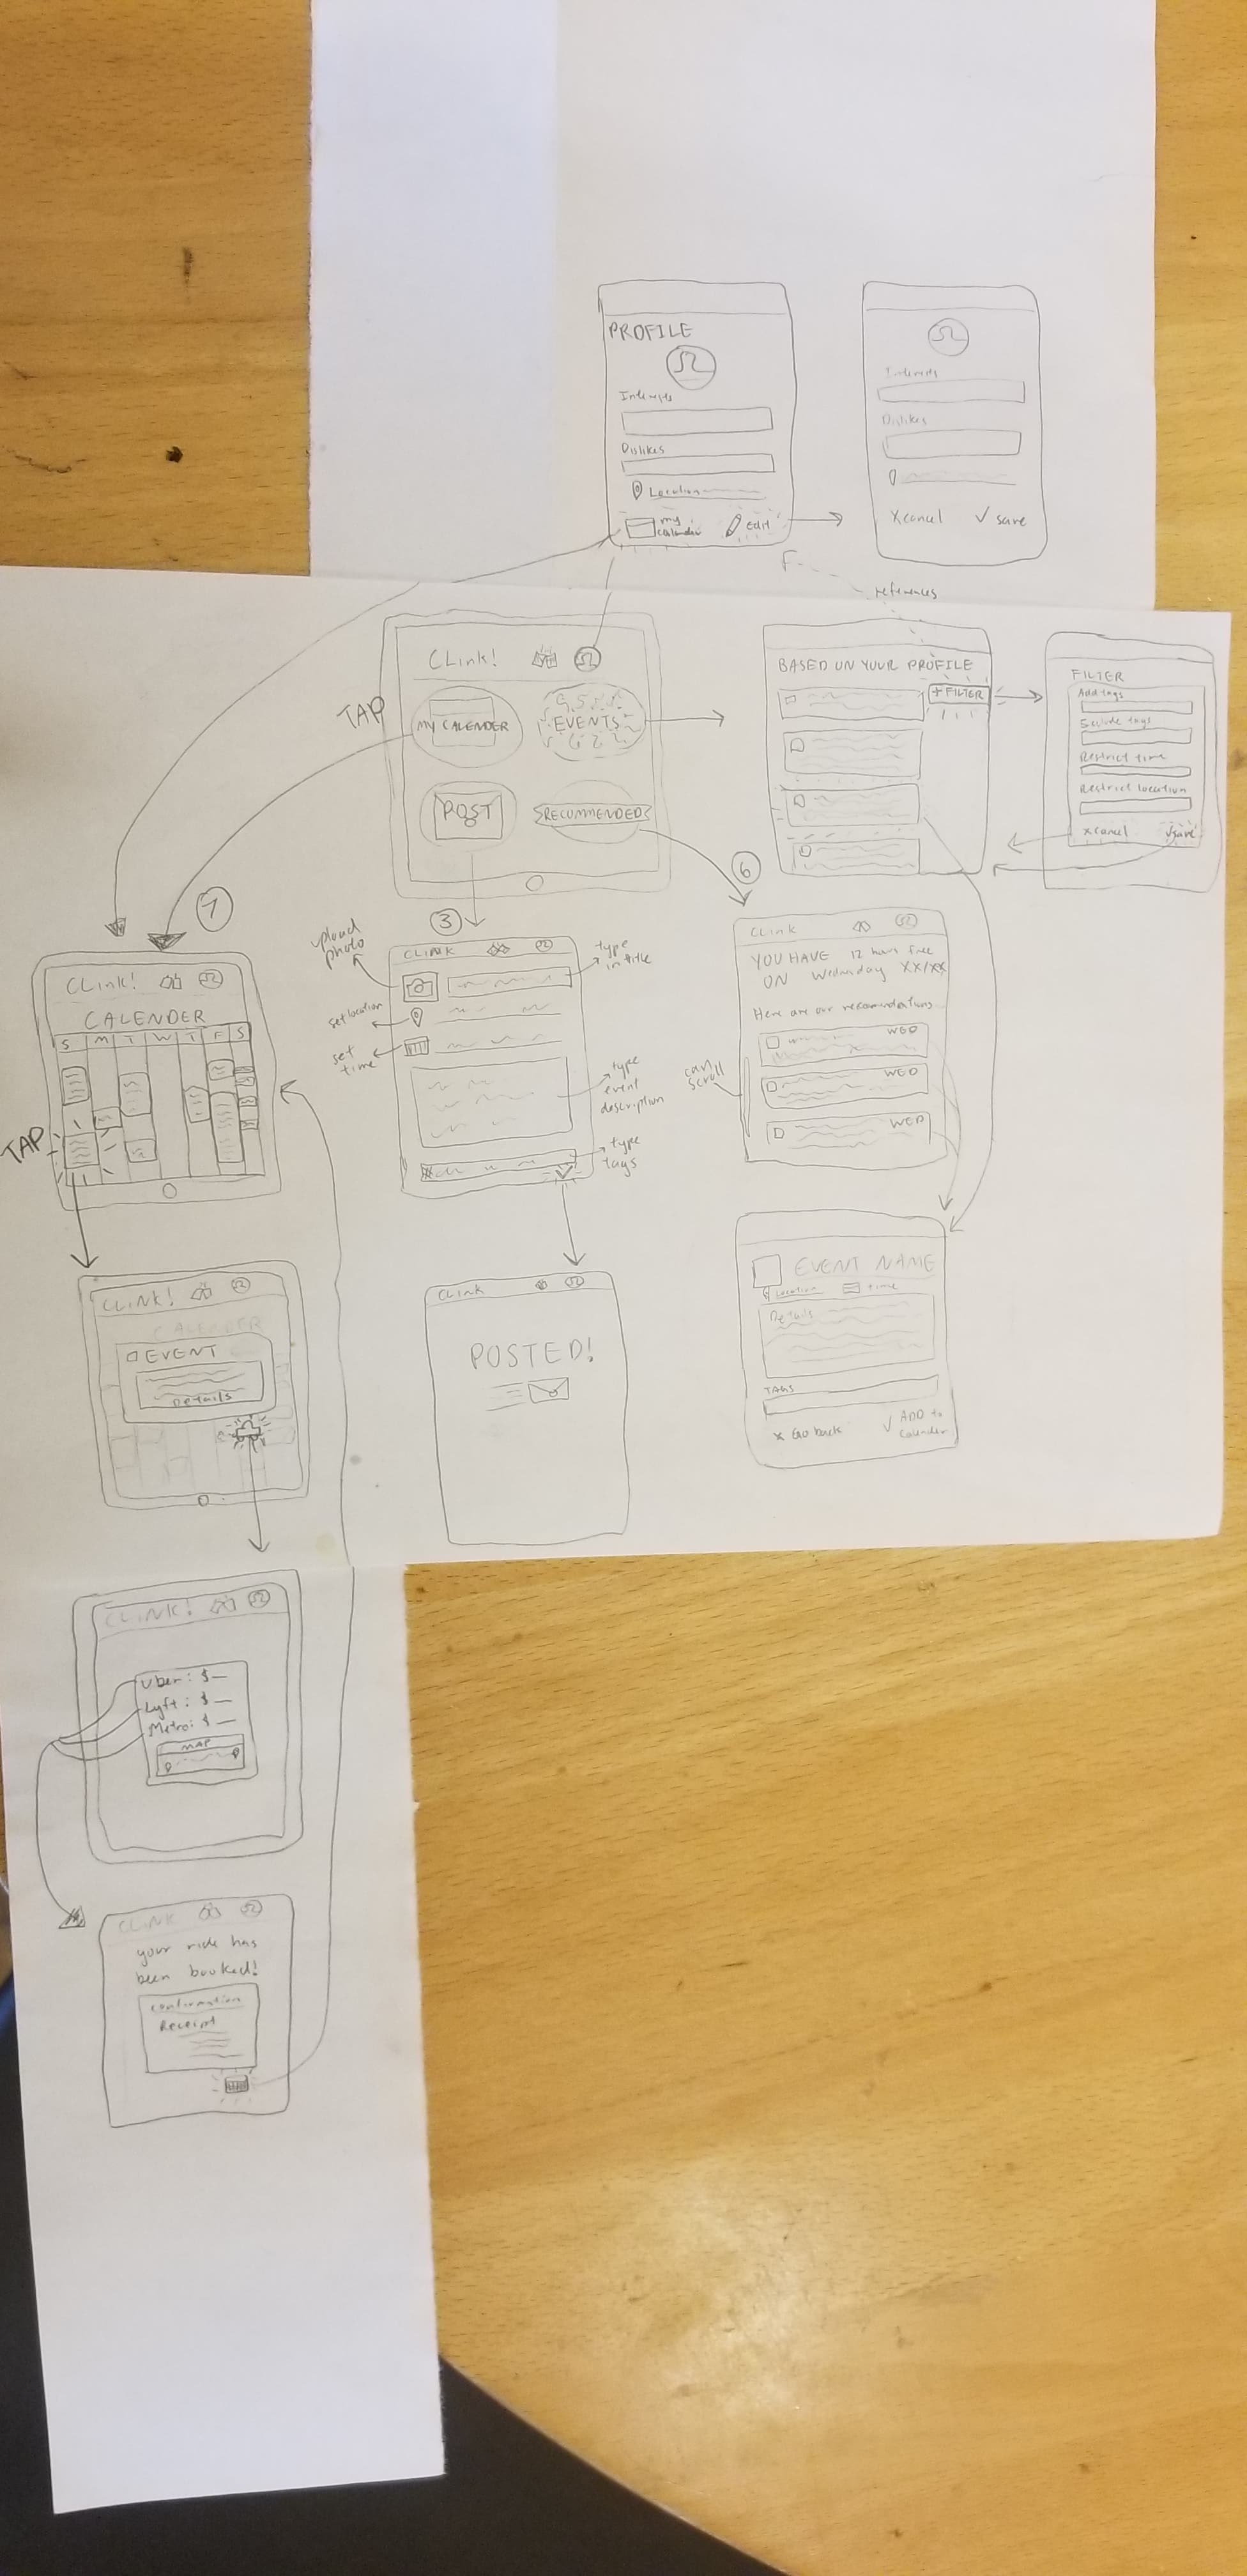 PROFILE
Interests
Dislikes
Location
my
calender
edit
Interests
Dislikes
x cancel
✓ save
references
CLink!
TAP
MY CALENDER
EVENTS
POST
RECOMMENDED
BASED ON YOUR PROFILE
+ FILTER
FILTER
Add tags
Exclude tags
Restrict time
Restrict location
x cancel
✓ save
7
CLink!
CALENDER
S M T W T F S
TAP
3
upload
photo
set location
set
time
CLINK
type
in title
type
event
description
type
tags
6
CLink
YOU HAVE 12 hours free
ON Wednesday XX/XX
Here are our recomendations
WED
WED
WED
can
scroll
CLINK!
CALENDER
EVENT
Details
CLINK
POSTED!
EVENT NAME
Location
time
Details
TAGS
x Go back
✓ ADD to
Calender
CLINK!
Uber: $—
Lyft: $—
Metro: $—
MAP
CLINK
your ride has
been booked!
confirmation
Receipt